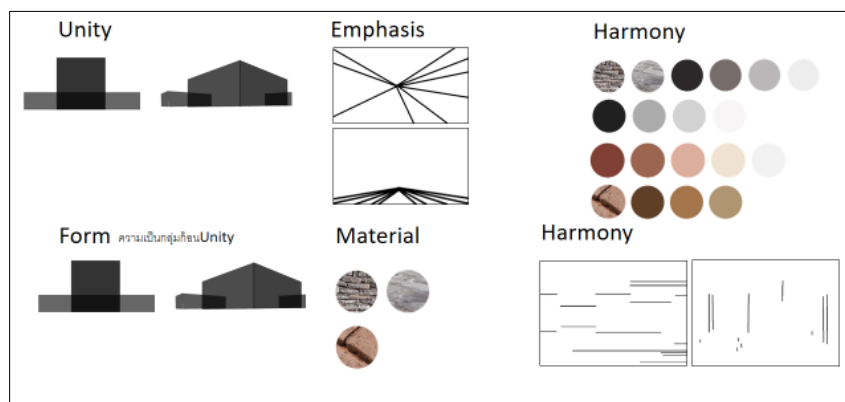 Unity
Emphasis
Harmony
Form ความเป็นกลุ่มก้อนUnity
Material
Harmony